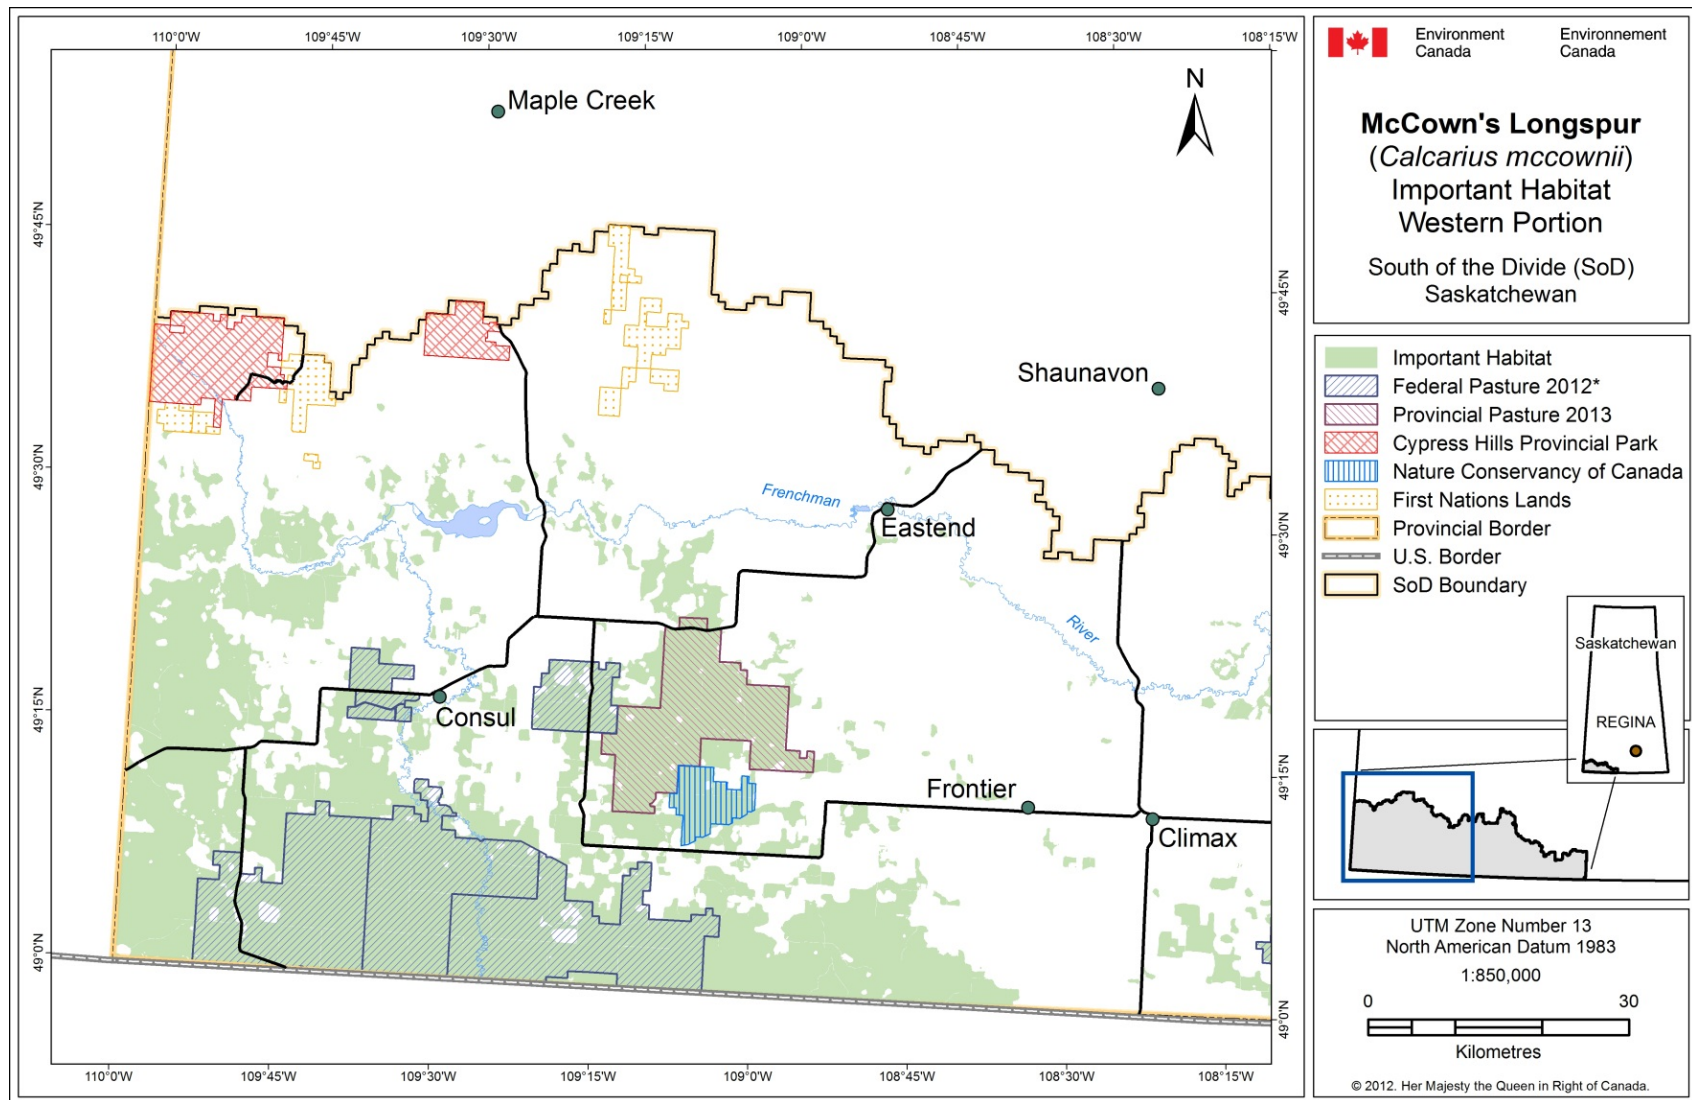 110°0'W 109°45'W 109°30'W 109°15'W 109°0'W 108°45'W 108°30'W 108°15'W
Maple Creek
N
49°45'N
49°45'N
Shaunavon
49°30'N
Frenchman
Eastend
49°30'N
River
49°15'N
Consul
49°15'N
Frontier
Climax
49°0'N
49°0'N
110°0'W 109°45'W 109°30'W 109°15'W 109°0'W 108°45'W 108°30'W 108°15'W
Environment
Canada
Environnement
Canada
McCown's Longspur
(Calcarius mccownii)
Important Habitat
Western Portion
South of the Divide (SoD)
Saskatchewan
Important Habitat
Federal Pasture 2012*
Provincial Pasture 2013
Cypress Hills Provincial Park
Nature Conservancy of Canada
First Nations Lands
Provincial Border
U.S. Border
SoD Boundary
Saskatchewan
REGINA
UTM Zone Number 13
North American Datum 1983
1:850,000
0 30
Kilometres
© 2012. Her Majesty the Queen in Right of Canada.